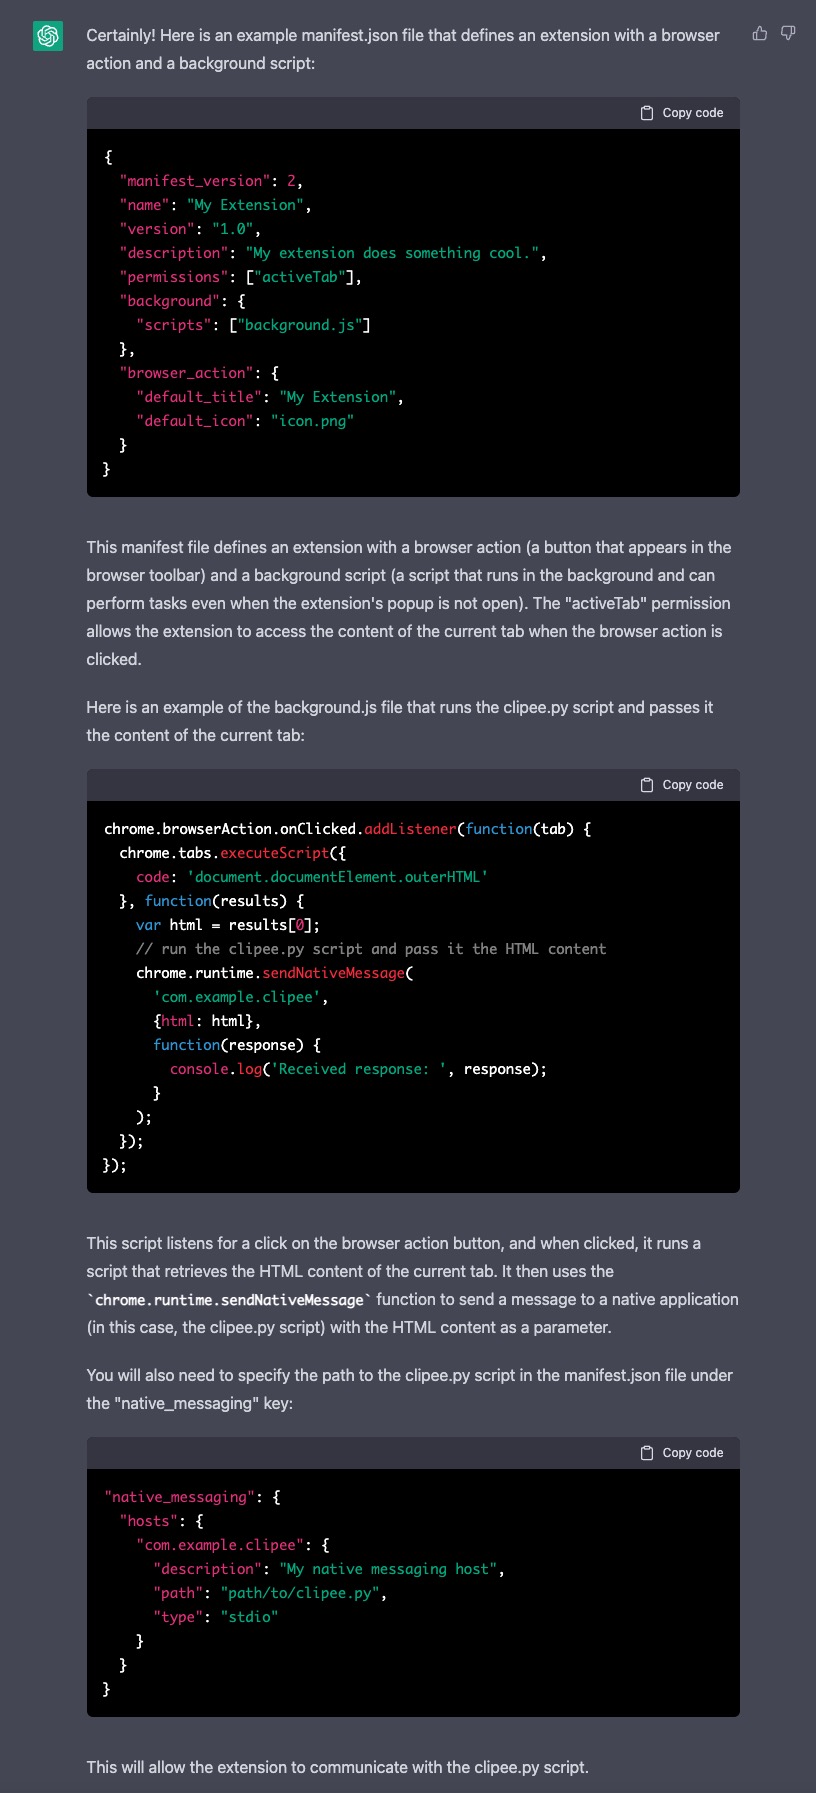 Certainly! Here is an example manifest.json file that defines an extension with a browser
action and a background script:
Copy code
{
  "manifest_version": 2,
  "name": "My Extension",
  "version": "1.0",
  "description": "My extension does something cool.",
  "permissions": ["activeTab"],
  "background": {
    "scripts": ["background.js"]
  },
  "browser_action": {
    "default_title": "My Extension",
    "default_icon": "icon.png"
  }
}
This manifest file defines an extension with a browser action (a button that appears in the
browser toolbar) and a background script (a script that runs in the background and can
perform tasks even when the extension's popup is not open). The "activeTab" permission
allows the extension to access the content of the current tab when the browser action is
clicked.
Here is an example of the background.js file that runs the clipee.py script and passes it
the content of the current tab:
Copy code
chrome.browserAction.onClicked.addListener(function(tab) {
  chrome.tabs.executeScript({
    code: 'document.documentElement.outerHTML'
  }, function(results) {
    var html = results[0];
    // run the clipee.py script and pass it the HTML content
    chrome.runtime.sendNativeMessage(
      'com.example.clipee',
      {html: html},
      function(response) {
        console.log('Received response: ', response);
      }
    );
  });
});
This script listens for a click on the browser action button, and when clicked, it runs a
script that retrieves the HTML content of the current tab. It then uses the
`chrome.runtime.sendNativeMessage` function to send a message to a native application
(in this case, the clipee.py script) with the HTML content as a parameter.
You will also need to specify the path to the clipee.py script in the manifest.json file under
the "native_messaging" key:
Copy code
"native_messaging": {
  "hosts": {
    "com.example.clipee": {
      "description": "My native messaging host",
      "path": "path/to/clipee.py",
      "type": "stdio"
    }
  }
}
This will allow the extension to communicate with the clipee.py script.